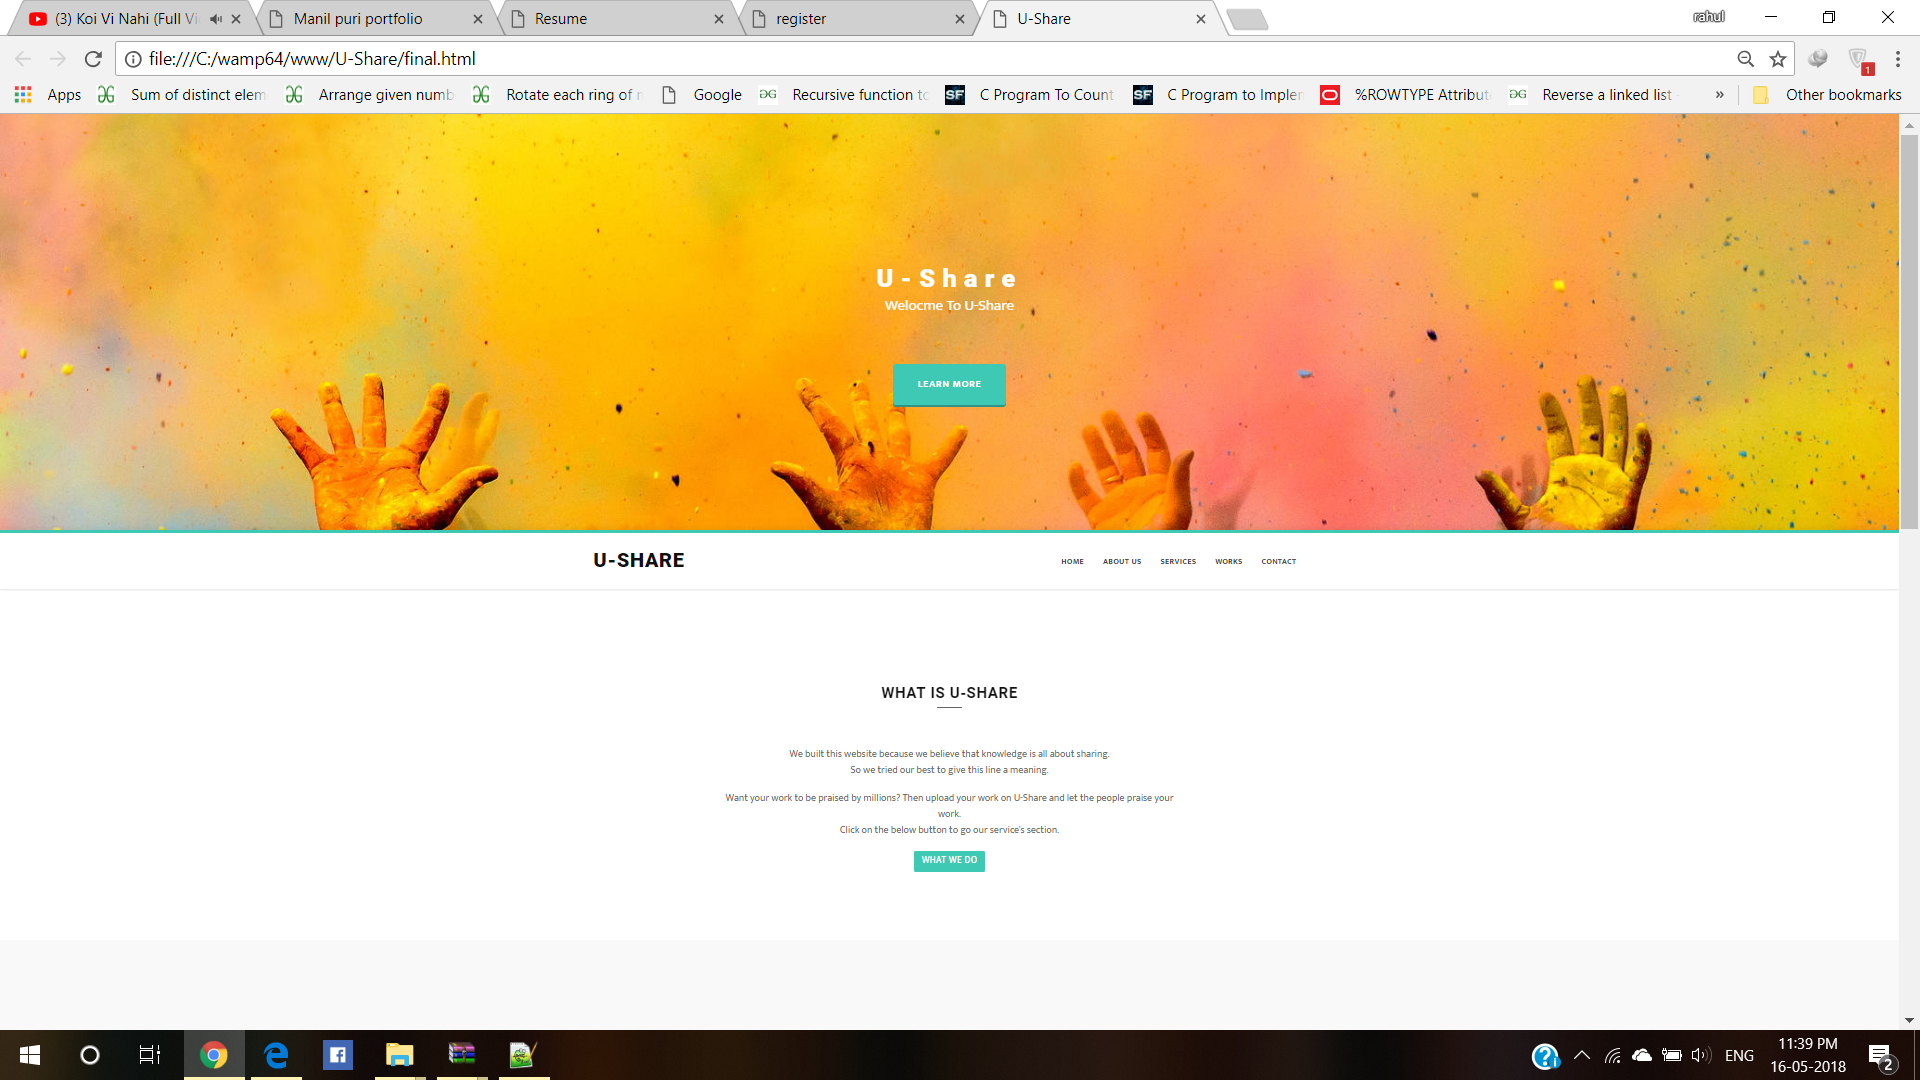 (3) Koi Vi Nahi (Full Vi
Manil puri portfolio
Resume
register
U-Share
rahul
file:///C:/wamp64/www/U-Share/final.html
1
Apps
Sum of distinct elem
Arrange given numb
Rotate each ring of
Google
Recursive function to
SF
C Program To Count
SF
C Program to Implem
%ROWTYPE Attribut
Reverse a linked list
»
Other bookmarks
U-Share
Welocme To U-Share
LEARN MORE
U-SHARE
HOME
ABOUT US
SERVICES
WORKS
CONTACT
WHAT IS U-SHARE
We built this website because we believe that knowledge is all about sharing.
So we tried our best to give this line a meaning.
Want your work to be praised by millions? Then upload your work on U-Share and let the people praise your
work.
Click on the below button to go our service's section.
WHAT WE DO
ENG
11:39 PM
16-05-2018
2